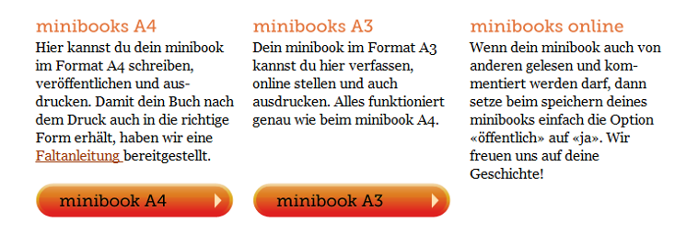 minibooks A4
Hier kannst du dein minibook
im Format A4 schreiben,
veröffentlichen und aus-
drucken. Damit dein Buch nach
dem Druck auch in die richtige
Form erhält, haben wir eine
Faltanleitung bereitgestellt.
minibook A4
minibooks A3
Dein minibook im Format A3
kannst du hier verfassen,
online stellen und auch
ausdrucken. Alles funktioniert
genau wie beim minibook A4.
minibook A3
minibooks online
Wenn dein minibook auch von
anderen gelesen und kom-
mentiert werden darf, dann
setze beim speichern deines
minibooks einfach die Option
«öffentlich» auf «ja». Wir
freuen uns auf deine
Geschichte!